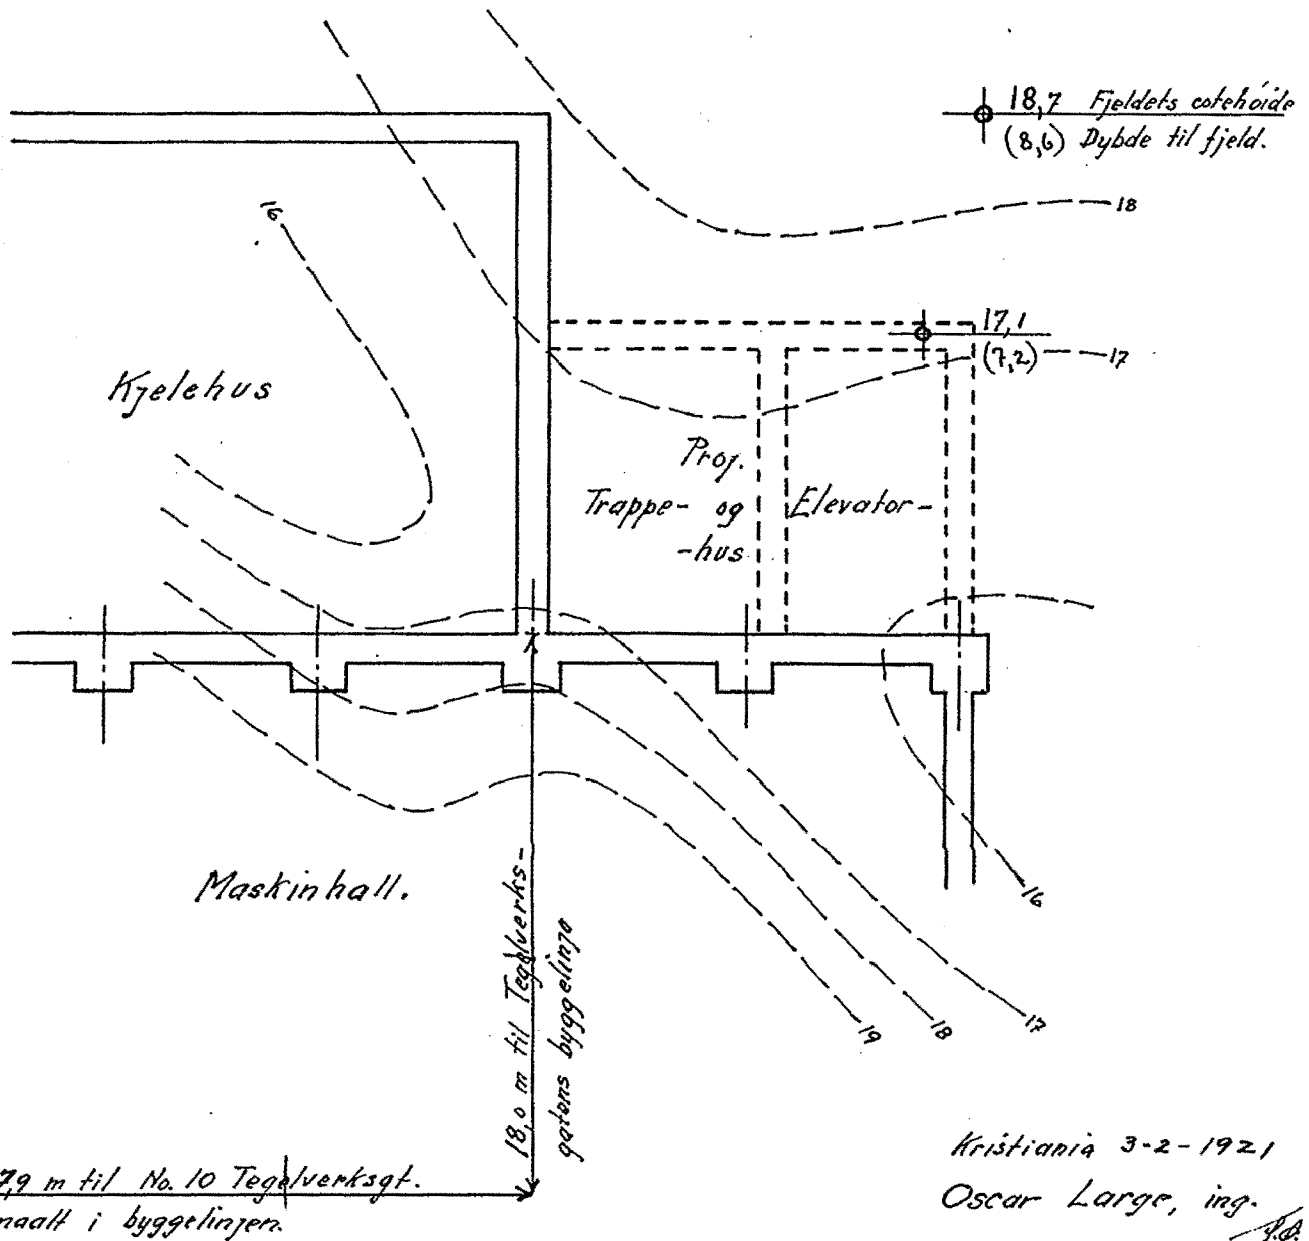 18,7 Fjeldets cotehöide
(8,6) Dybde til fjeld.
16
18
17,1
(7,2)
17
Kjelehus
Proj.
Trappe- og Elevator-
-hus
Maskinhall.
16
17
18
19
18,0 m til Tegelverks-
gatens byggelinje
7,9 m til No. 10 Tegelverksgt.
maalt i byggelinjen.
Kristiania 3-2-1921
Oscar Large, ing.